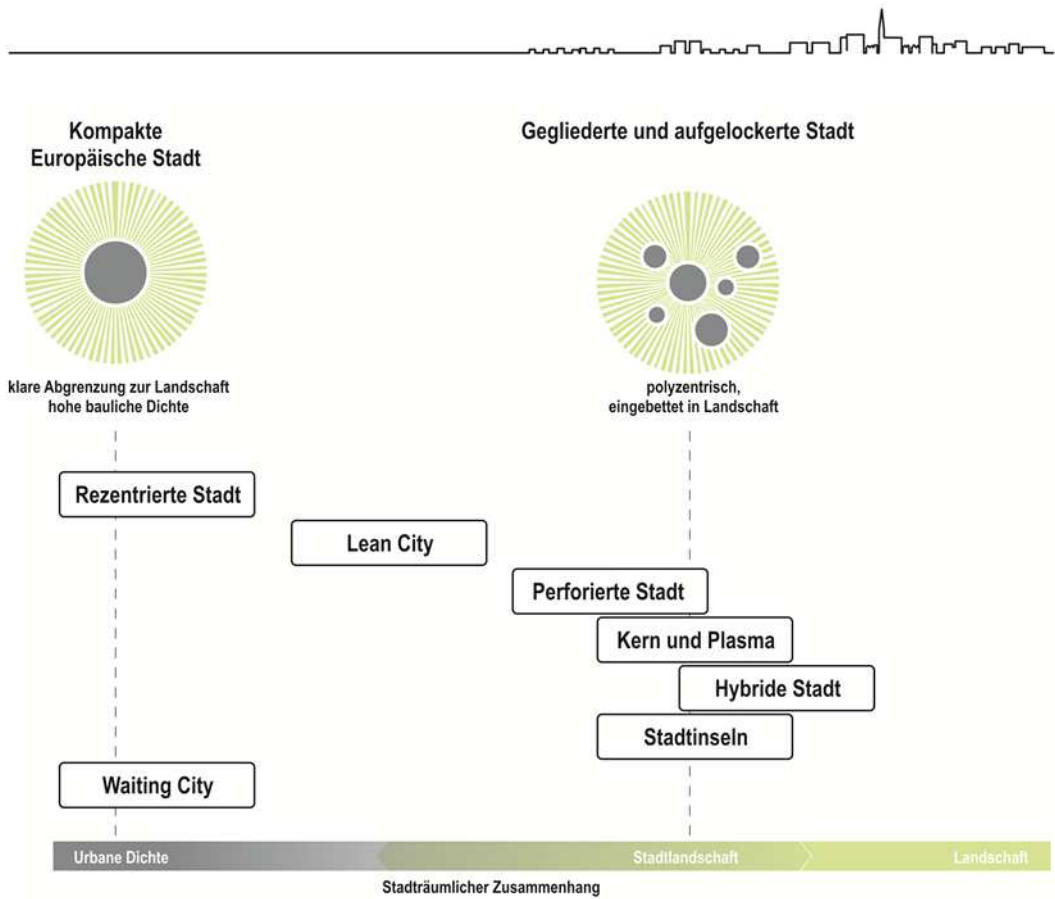 Kompakte
Europäische Stadt
Gegliederte und aufgelockerte Stadt
klare Abgrenzung zur Landschaft
hohe bauliche Dichte
polyzentrisch,
eingebettet in Landschaft
Rezentrierte Stadt
Lean City
Perforierte Stadt
Kern und Plasma
Hybride Stadt
Stadtinseln
Waiting City
Urbane Dichte
Stadtlandschaft
Landschaft
Stadträumlicher Zusammenhang